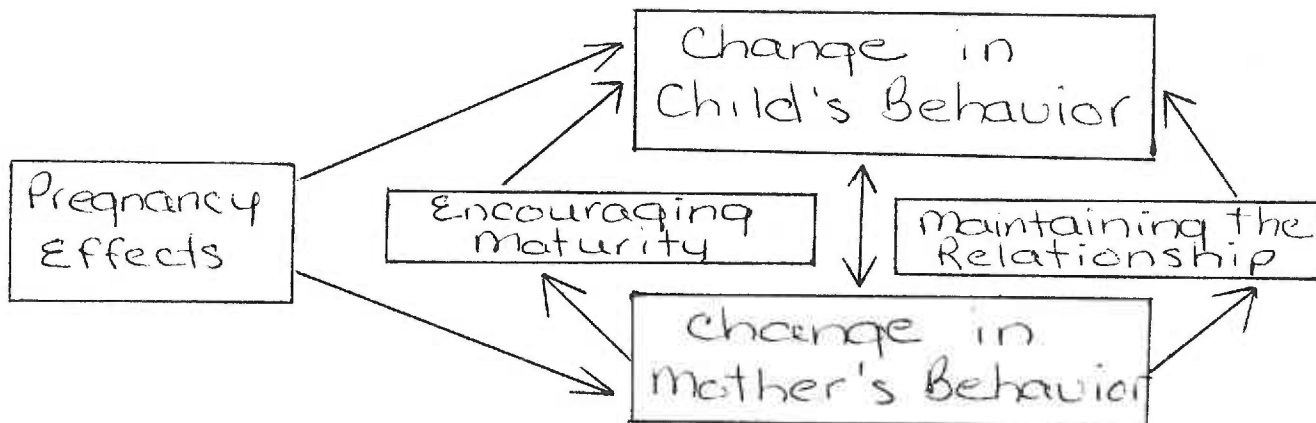 Change in
Child's Behavior
Pregnancy
Effects
Encouraging
Maturity
Maintaining the
Relationship
Change in
Mother's Behavior